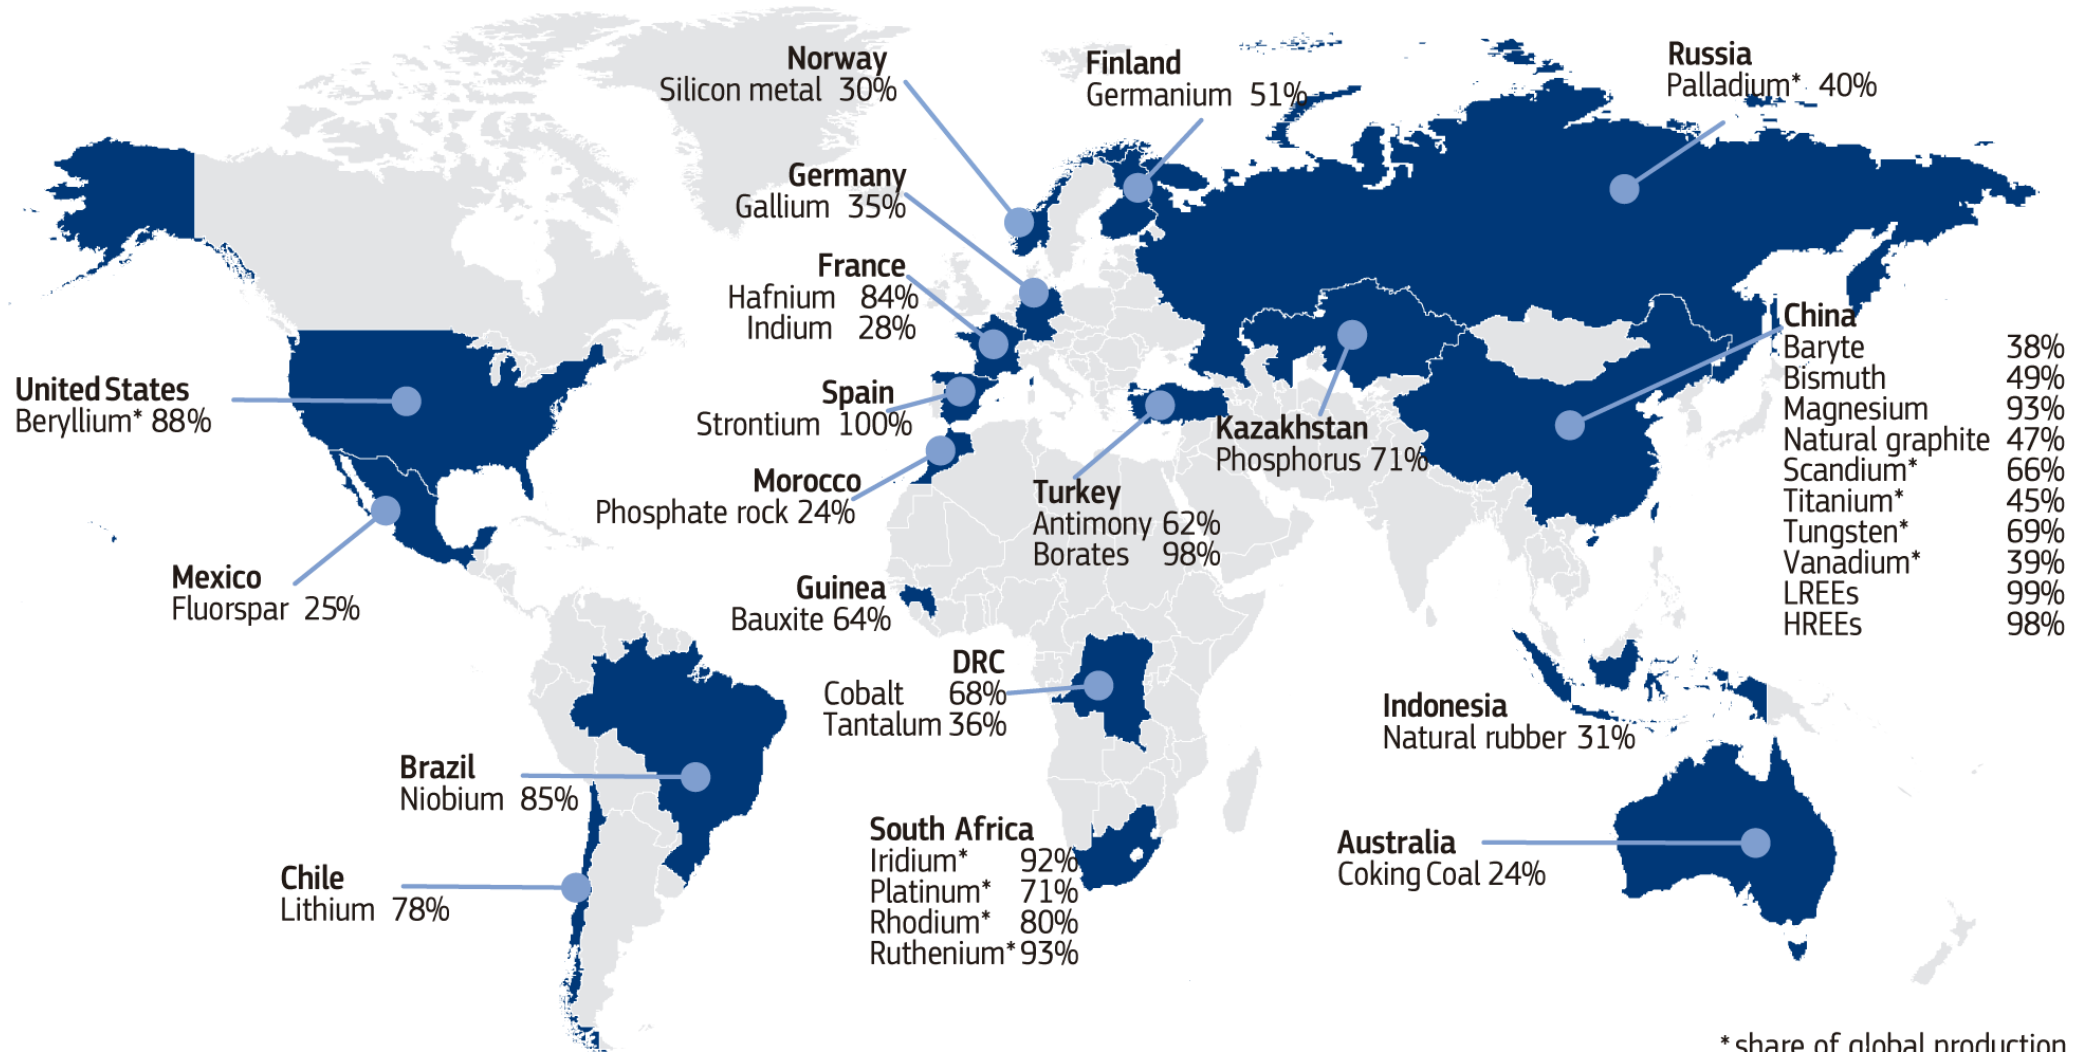 Norway
Silicon metal 30%
Finland
Germanium 51%
Russia
Palladium* 40%
Germany
Gallium 35%
France
Hafnium 84%
Indium 28%
United States
Beryllium* 88%
Spain
Strontium 100%
Morocco
Phosphate rock 24%
Turkey
Antimony 62%
Borates 98%
Kazakhstan
Phosphorus 71%
China
Baryte 38%
Bismuth 49%
Magnesium 93%
Natural graphite 47%
Scandium* 66%
Titanium* 45%
Tungsten* 69%
Vanadium* 39%
LREEs 99%
HREEs 98%
Mexico
Fluorspar 25%
Guinea
Bauxite 64%
DRC
Cobalt 68%
Tantalum 36%
Indonesia
Natural rubber 31%
Brazil
Niobium 85%
Chile
Lithium 78%
South Africa
Iridium* 92%
Platinum* 71%
Rhodium* 80%
Ruthenium* 93%
Australia
Coking Coal 24%
* share of global production